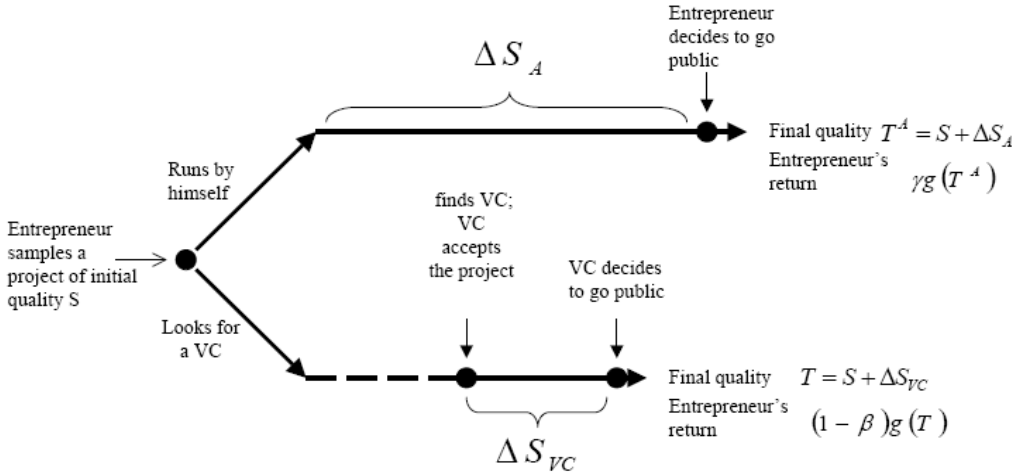 Entrepreneur
decides to go
public
Δ S_A
Final quality T^A = S + ΔS_A
Entrepreneur's
return γg(T^A)
Runs by
himself
finds VC;
VC
accepts
the project
Entrepreneur
samples a
project of initial
quality S
VC decides
to go public
Looks for
a VC
Final quality T = S + ΔS_VC
Entrepreneur's
return (1 − β)g(T)
Δ S_VC